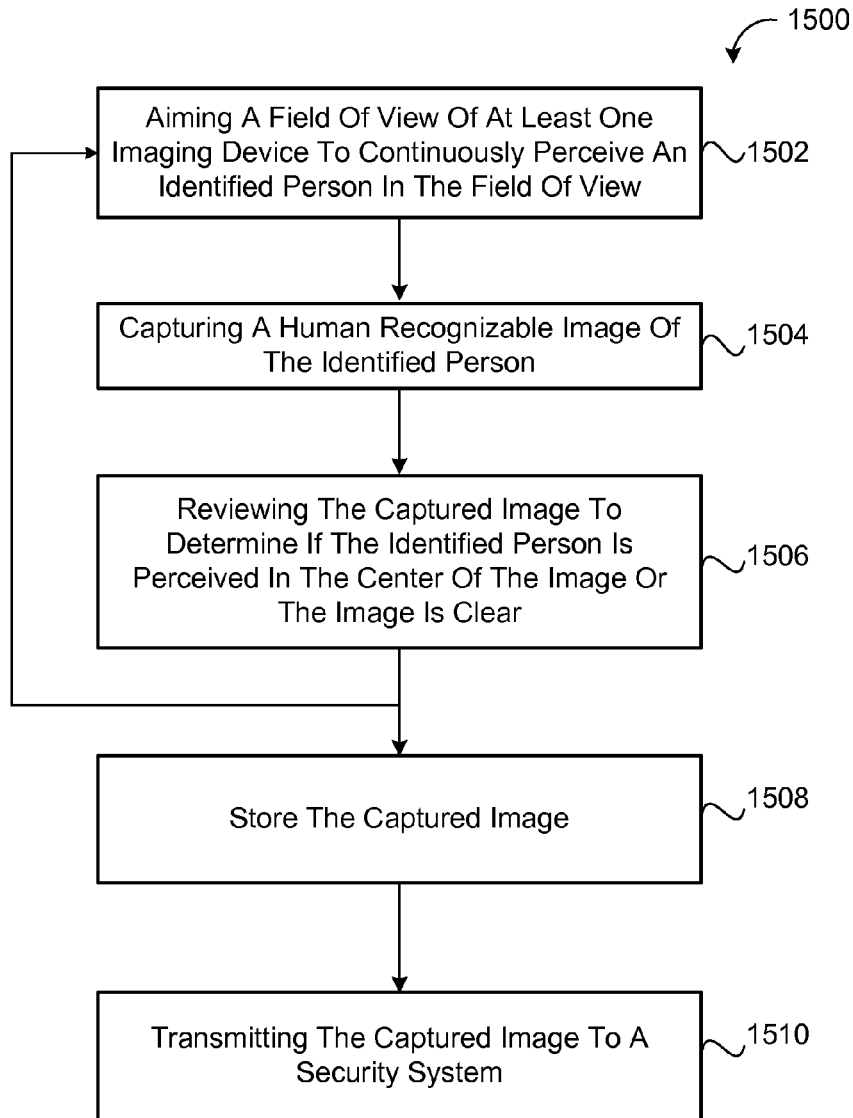 1500
Aiming A Field Of View Of At Least One
Imaging Device To Continuously Perceive An
Identified Person In The Field Of View
1502
Capturing A Human Recognizable Image Of
The Identified Person
1504
Reviewing The Captured Image To
Determine If The Identified Person Is
Perceived In The Center Of The Image Or
The Image Is Clear
1506
Store The Captured Image
1508
Transmitting The Captured Image To A
Security System
1510